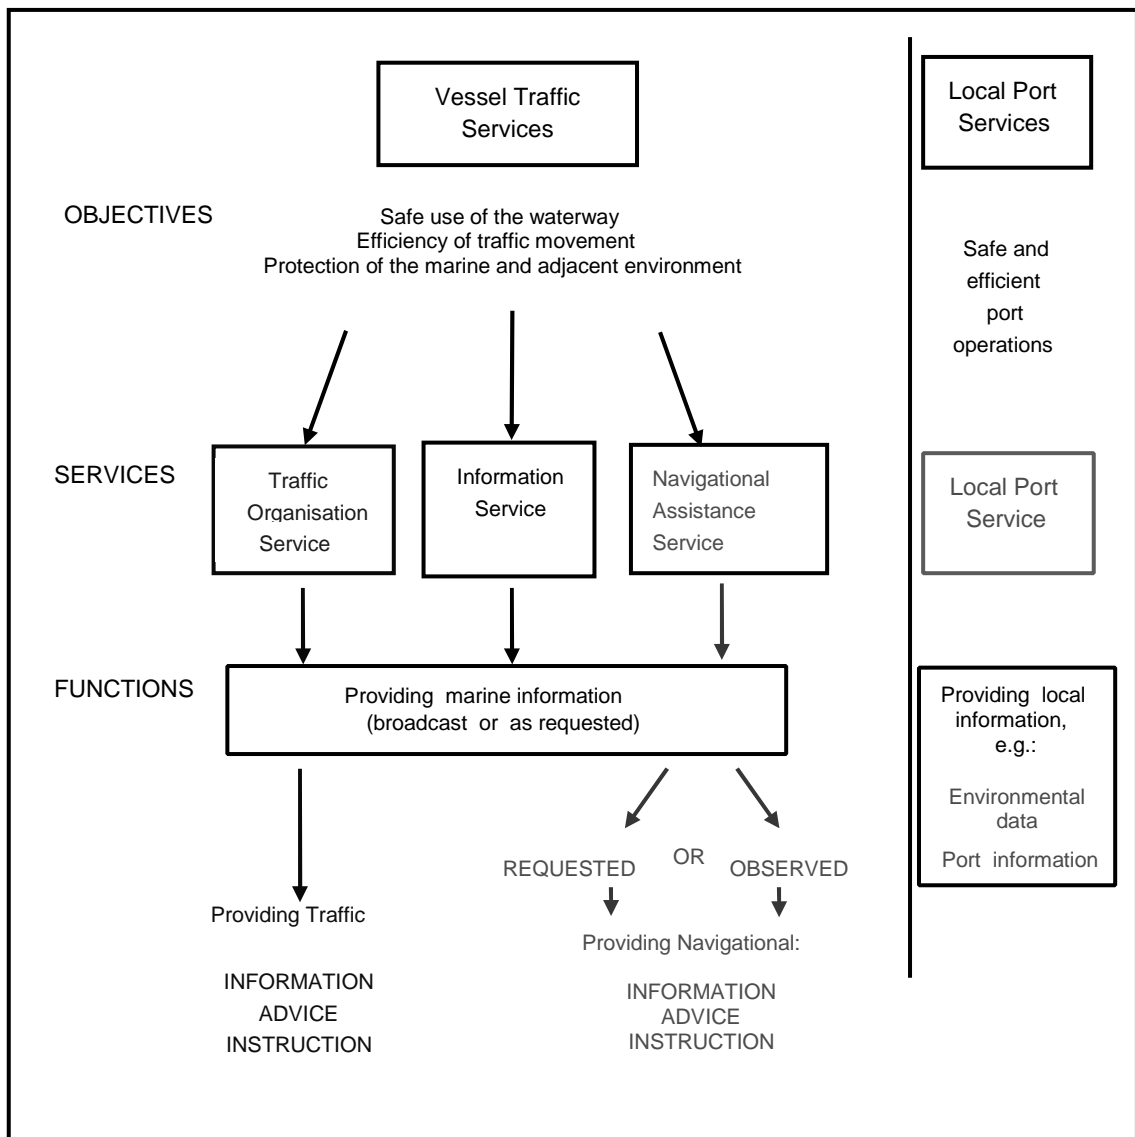 Vessel Traffic
Services
Local Port
Services
OBJECTIVES
Safe use of the waterway
Efficiency of traffic movement
Protection of the marine and adjacent environment
Safe and
efficient
port
operations
SERVICES
Traffic
Organisation
Service
Information
Service
Navigational
Assistance
Service
Local Port
Service
FUNCTIONS
Providing marine information
(broadcast or as requested)
Providing local
information,
e.g.:
Environmental
data
Port information
REQUESTED
OR
OBSERVED
Providing Traffic
INFORMATION
ADVICE
INSTRUCTION
Providing Navigational:
INFORMATION
ADVICE
INSTRUCTION